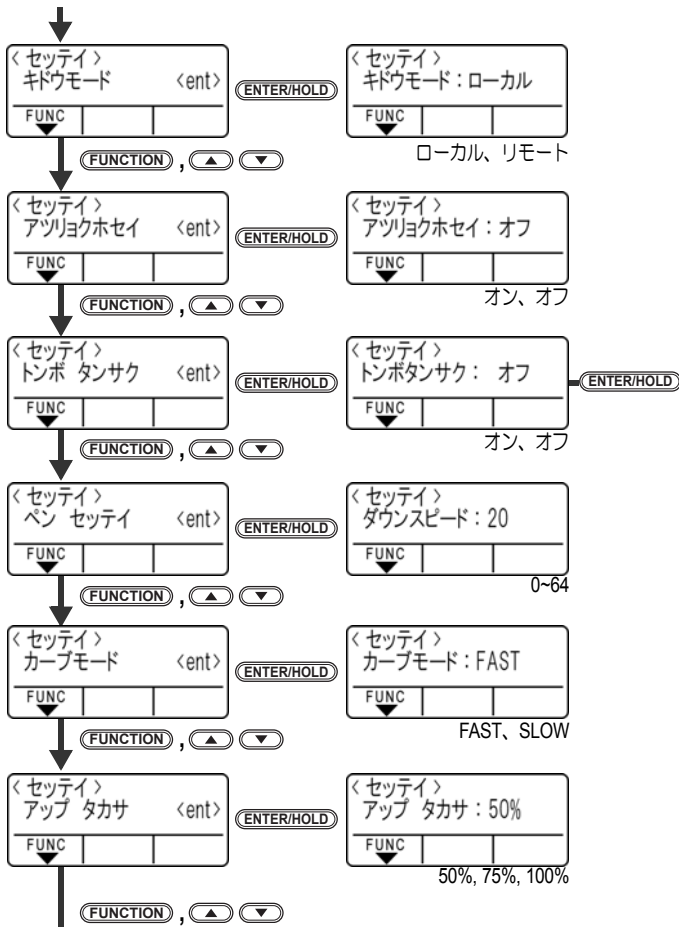 < セッテイ >
キドウモード <ent>
FUNC
ENTER/HOLD
< セッテイ >
キドウモード：ローカル
FUNC
ローカル、リモート
FUNCTION ,
< セッテイ >
アツリョクホセイ <ent>
FUNC
ENTER/HOLD
< セッテイ >
アツリョクホセイ：オフ
FUNC
オン、オフ
FUNCTION ,
< セッテイ >
トンボ タンサク <ent>
FUNC
ENTER/HOLD
< セッテイ >
トンボタンサク： オフ
FUNC
ENTER/HOLD
オン、オフ
FUNCTION ,
< セッテイ >
ペン セッテイ <ent>
FUNC
ENTER/HOLD
< セッテイ >
ダウンスピード：20
FUNC
0~64
FUNCTION ,
< セッテイ >
カーブモード <ent>
FUNC
ENTER/HOLD
< セッテイ >
カーブモード：FAST
FUNC
FAST、SLOW
FUNCTION ,
< セッテイ >
アップ タカサ <ent>
FUNC
ENTER/HOLD
< セッテイ >
アップ タカサ：50%
FUNC
50%, 75%, 100%
FUNCTION ,